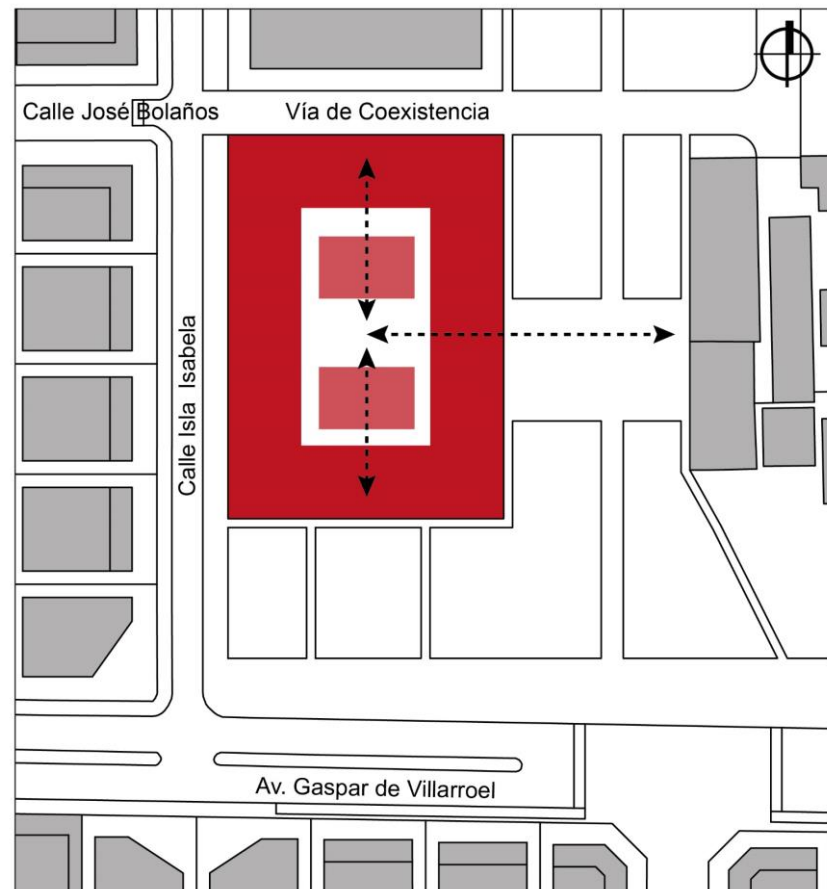 Calle José Bolaños
Vía de Coexistencia
Calle Isla Isabela
Av. Gaspar de Villarroel